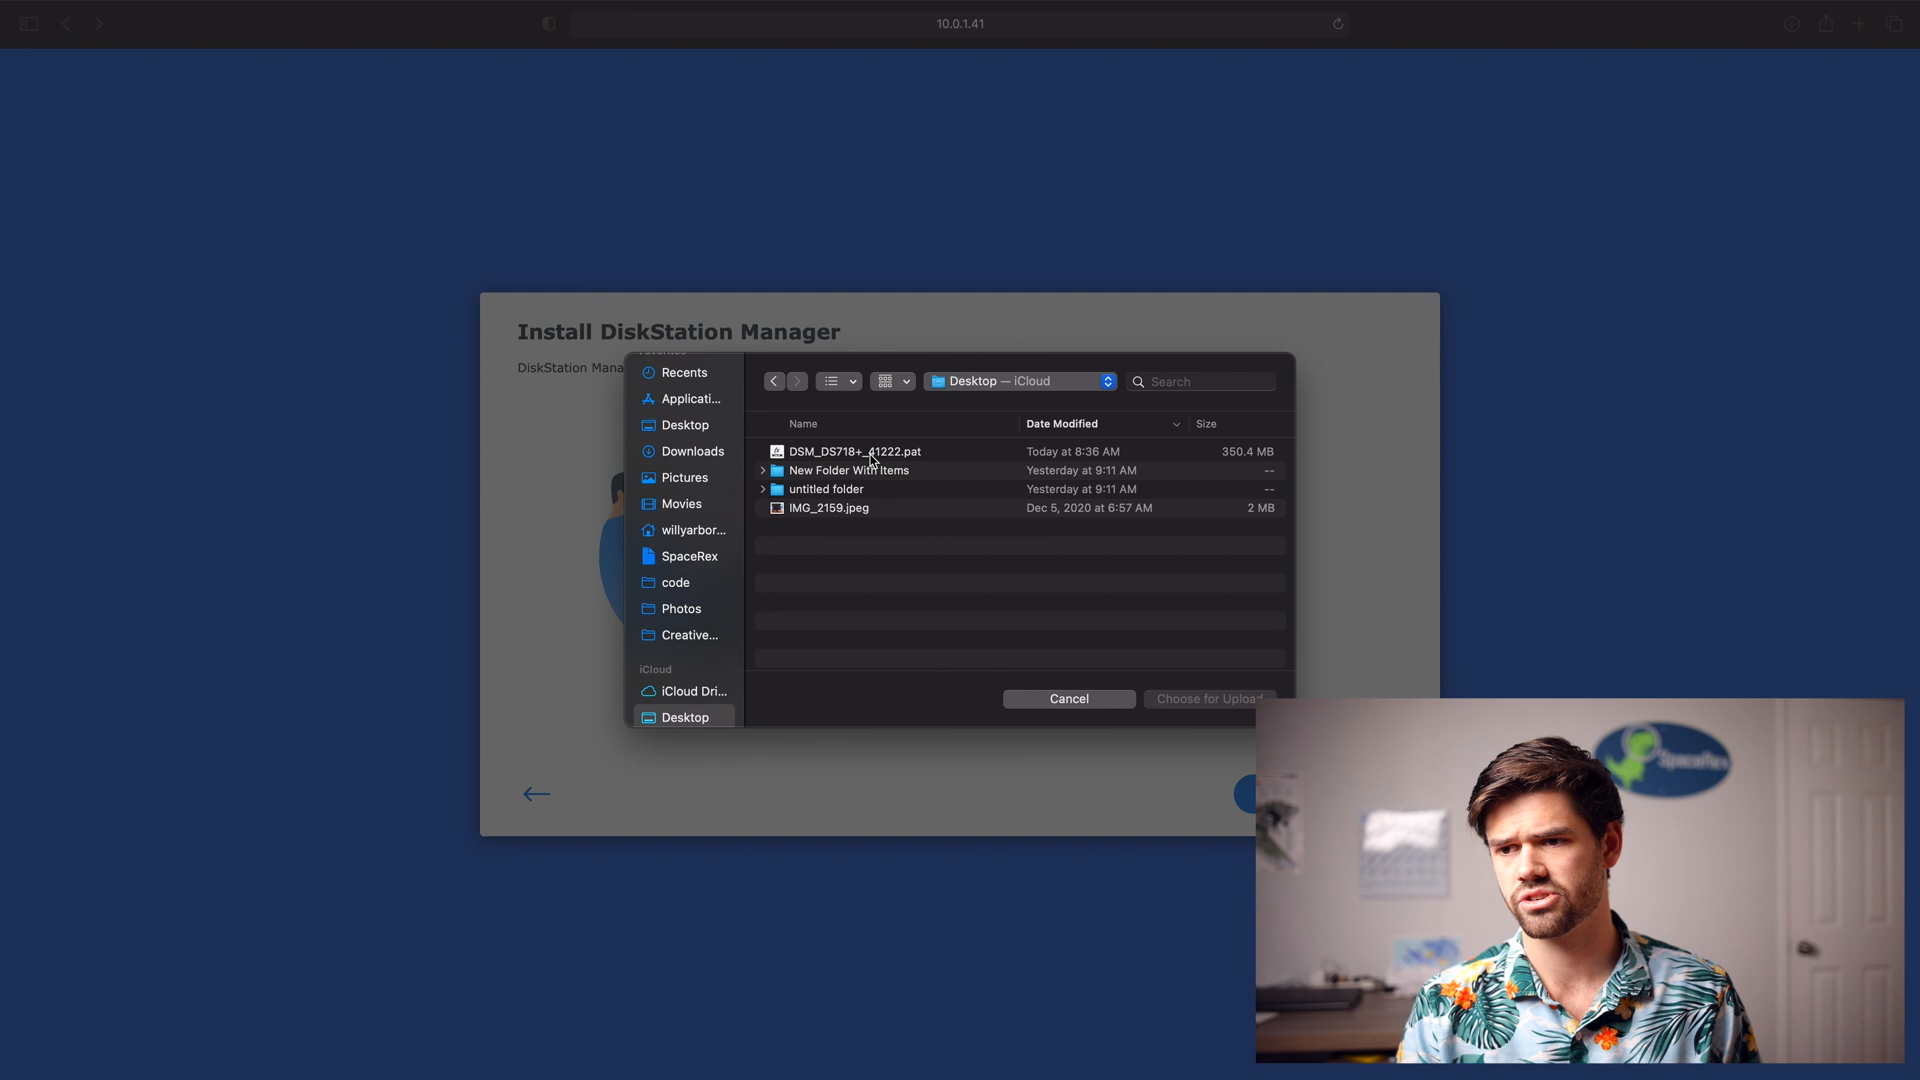 10.0.1.41
Install DiskStation Manager
DiskStation Mana
Favorites
Recents
Applicati...
Desktop
Downloads
Pictures
Movies
willyarbor...
SpaceRex
code
Photos
Creative...
iCloud
iCloud Dri...
Desktop
Desktop — iCloud
Search
Name Date Modified Size
DSM_DS718+_41222.pat Today at 8:36 AM 350.4 MB
New Folder With Items Yesterday at 9:11 AM --
untitled folder Yesterday at 9:11 AM --
IMG_2159.jpeg Dec 5, 2020 at 6:57 AM 2 MB
Cancel Choose for Upload
SpaceRex